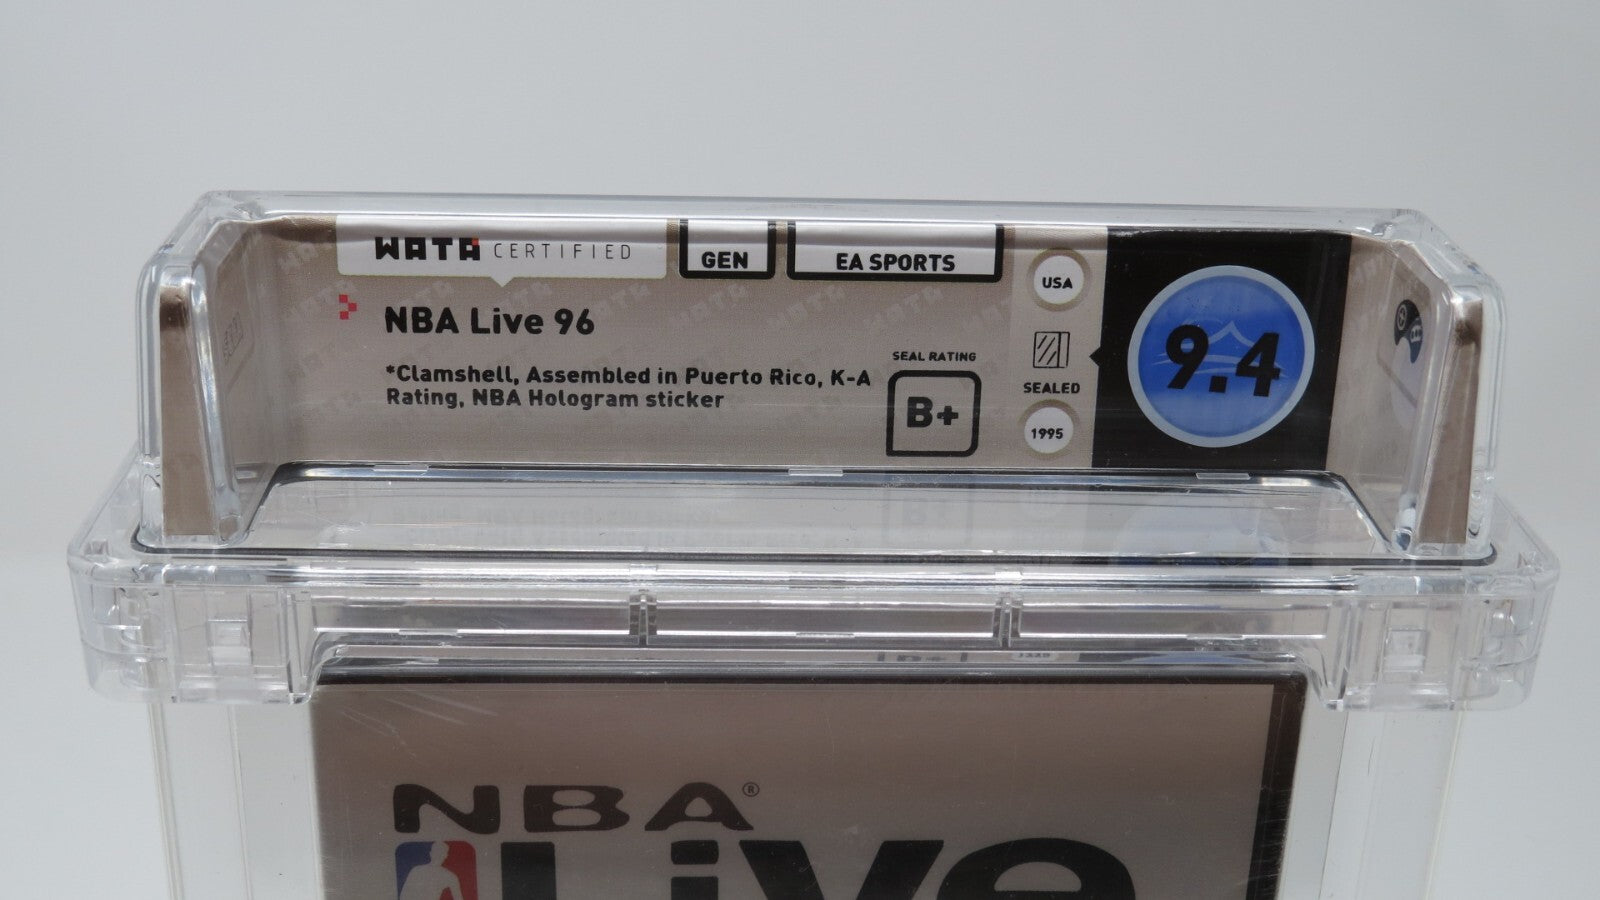 WATA CERTIFIED
GEN
EA SPORTS
NBA Live 96
*Clamshell, Assembled in Puerto Rico, K-A
Rating, NBA Hologram sticker
SEAL RATING
B+
USA
SEALED
1995
9.4
NBA®
Live